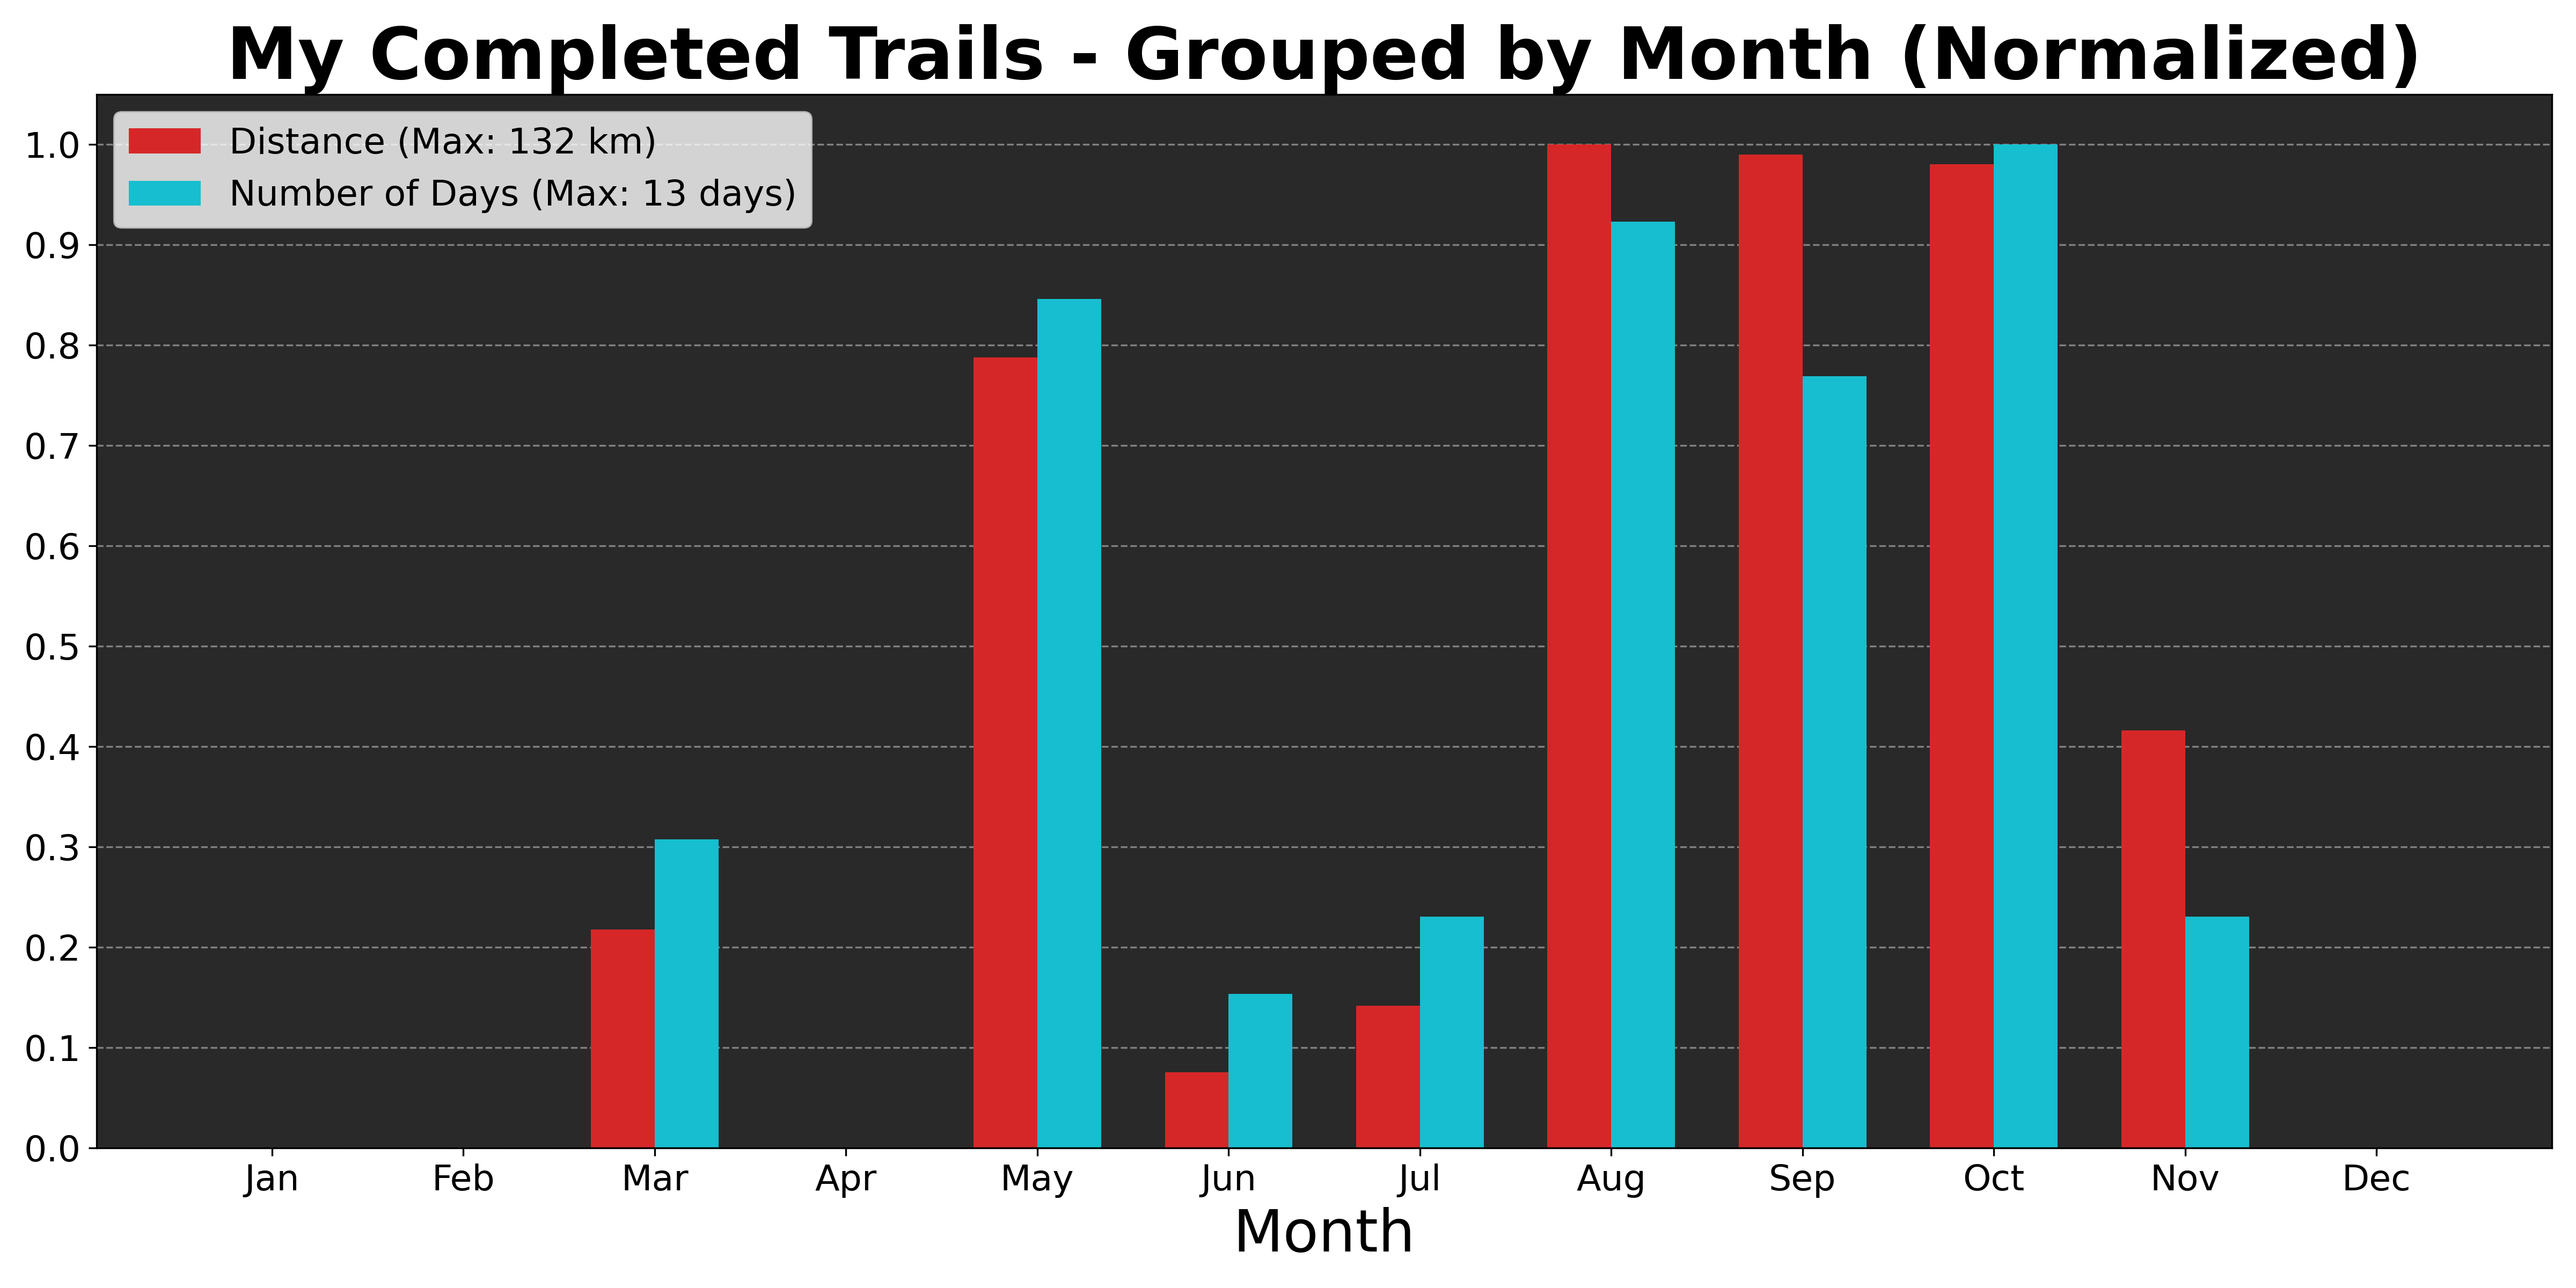 My Completed Trails - Grouped by Month (Normalized)
Distance (Max: 132 km)
Number of Days (Max: 13 days)
1.0
0.9
0.8
0.7
0.6
0.5
0.4
0.3
0.2
0.1
0.0
Jan Feb Mar Apr May Jun Jul Aug Sep Oct Nov Dec
Month